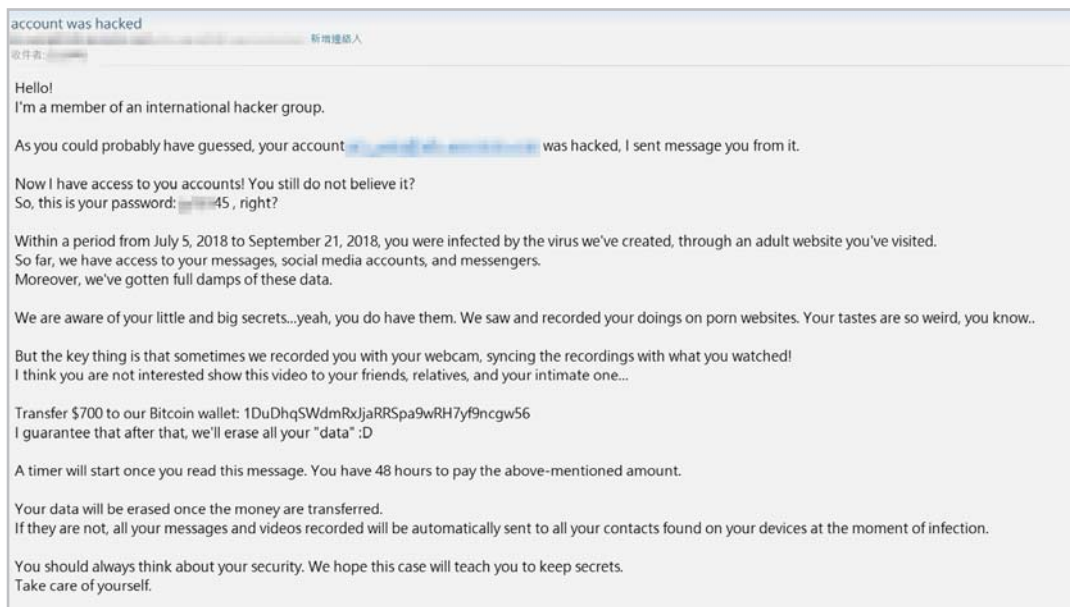 account was hacked
新增連絡人
收件者:
Hello!
I'm a member of an international hacker group.
As you could probably have guessed, your account was hacked, I sent message you from it.
Now I have access to you accounts! You still do not believe it?
So, this is your password: 45 , right?
Within a period from July 5, 2018 to September 21, 2018, you were infected by the virus we've created, through an adult website you've visited.
So far, we have access to your messages, social media accounts, and messengers.
Moreover, we've gotten full damps of these data.
We are aware of your little and big secrets...yeah, you do have them. We saw and recorded your doings on porn websites. Your tastes are so weird, you know..
But the key thing is that sometimes we recorded you with your webcam, syncing the recordings with what you watched!
I think you are not interested show this video to your friends, relatives, and your intimate one...
Transfer $700 to our Bitcoin wallet: 1DuDhqSWdmRxJjaRRSpa9wRH7yf9ncgw56
I guarantee that after that, we'll erase all your "data" :D
A timer will start once you read this message. You have 48 hours to pay the above-mentioned amount.
Your data will be erased once the money are transferred.
If they are not, all your messages and videos recorded will be automatically sent to all your contacts found on your devices at the moment of infection.
You should always think about your security. We hope this case will teach you to keep secrets.
Take care of yourself.